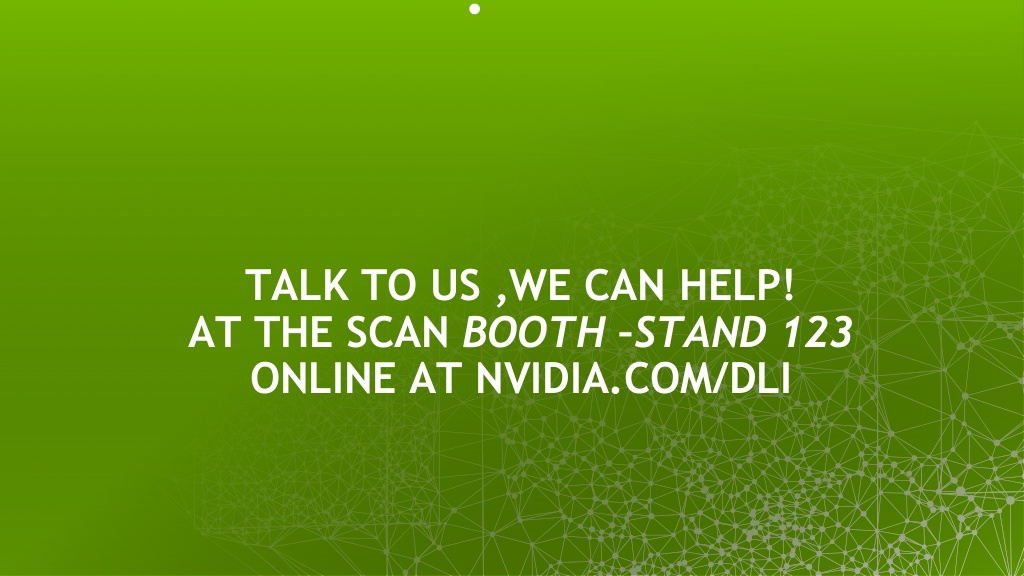 TALK TO US ,WE CAN HELP!
AT THE SCAN BOOTH –STAND 123
ONLINE AT NVIDIA.COM/DLI